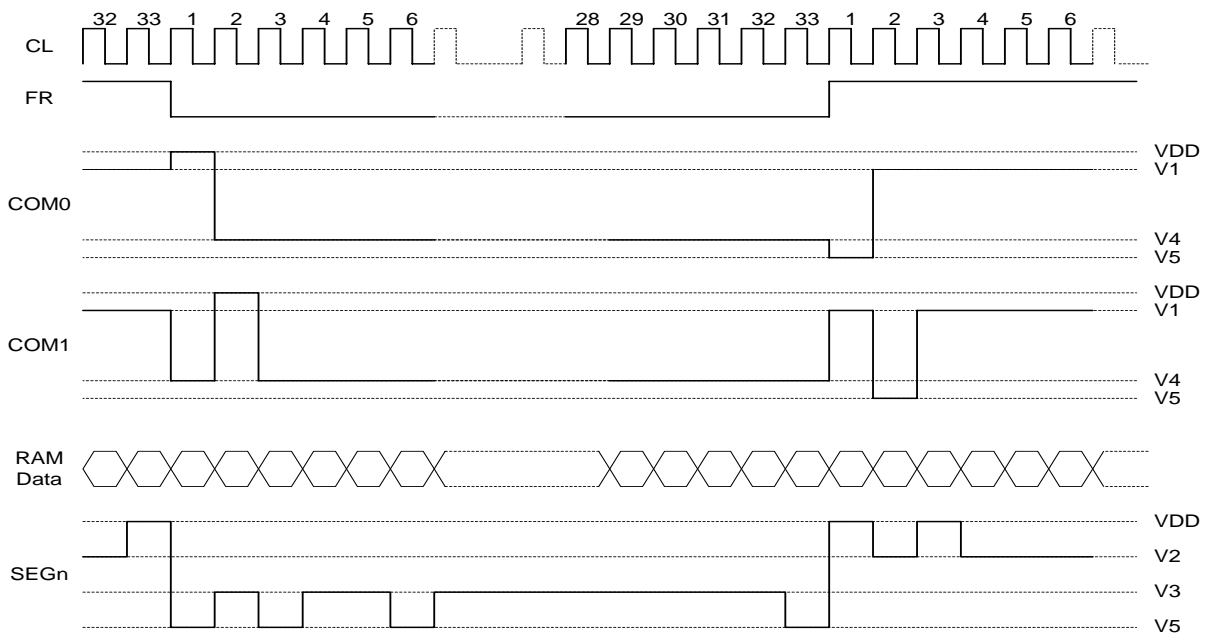 32 33 1 2 3 4 5 6 28 29 30 31 32 33 1 2 3 4 5 6
CL
FR
VDD
V1
COM0
V4
V5
VDD
V1
COM1
V4
V5
RAM
Data
VDD
V2
SEGn
V3
V5